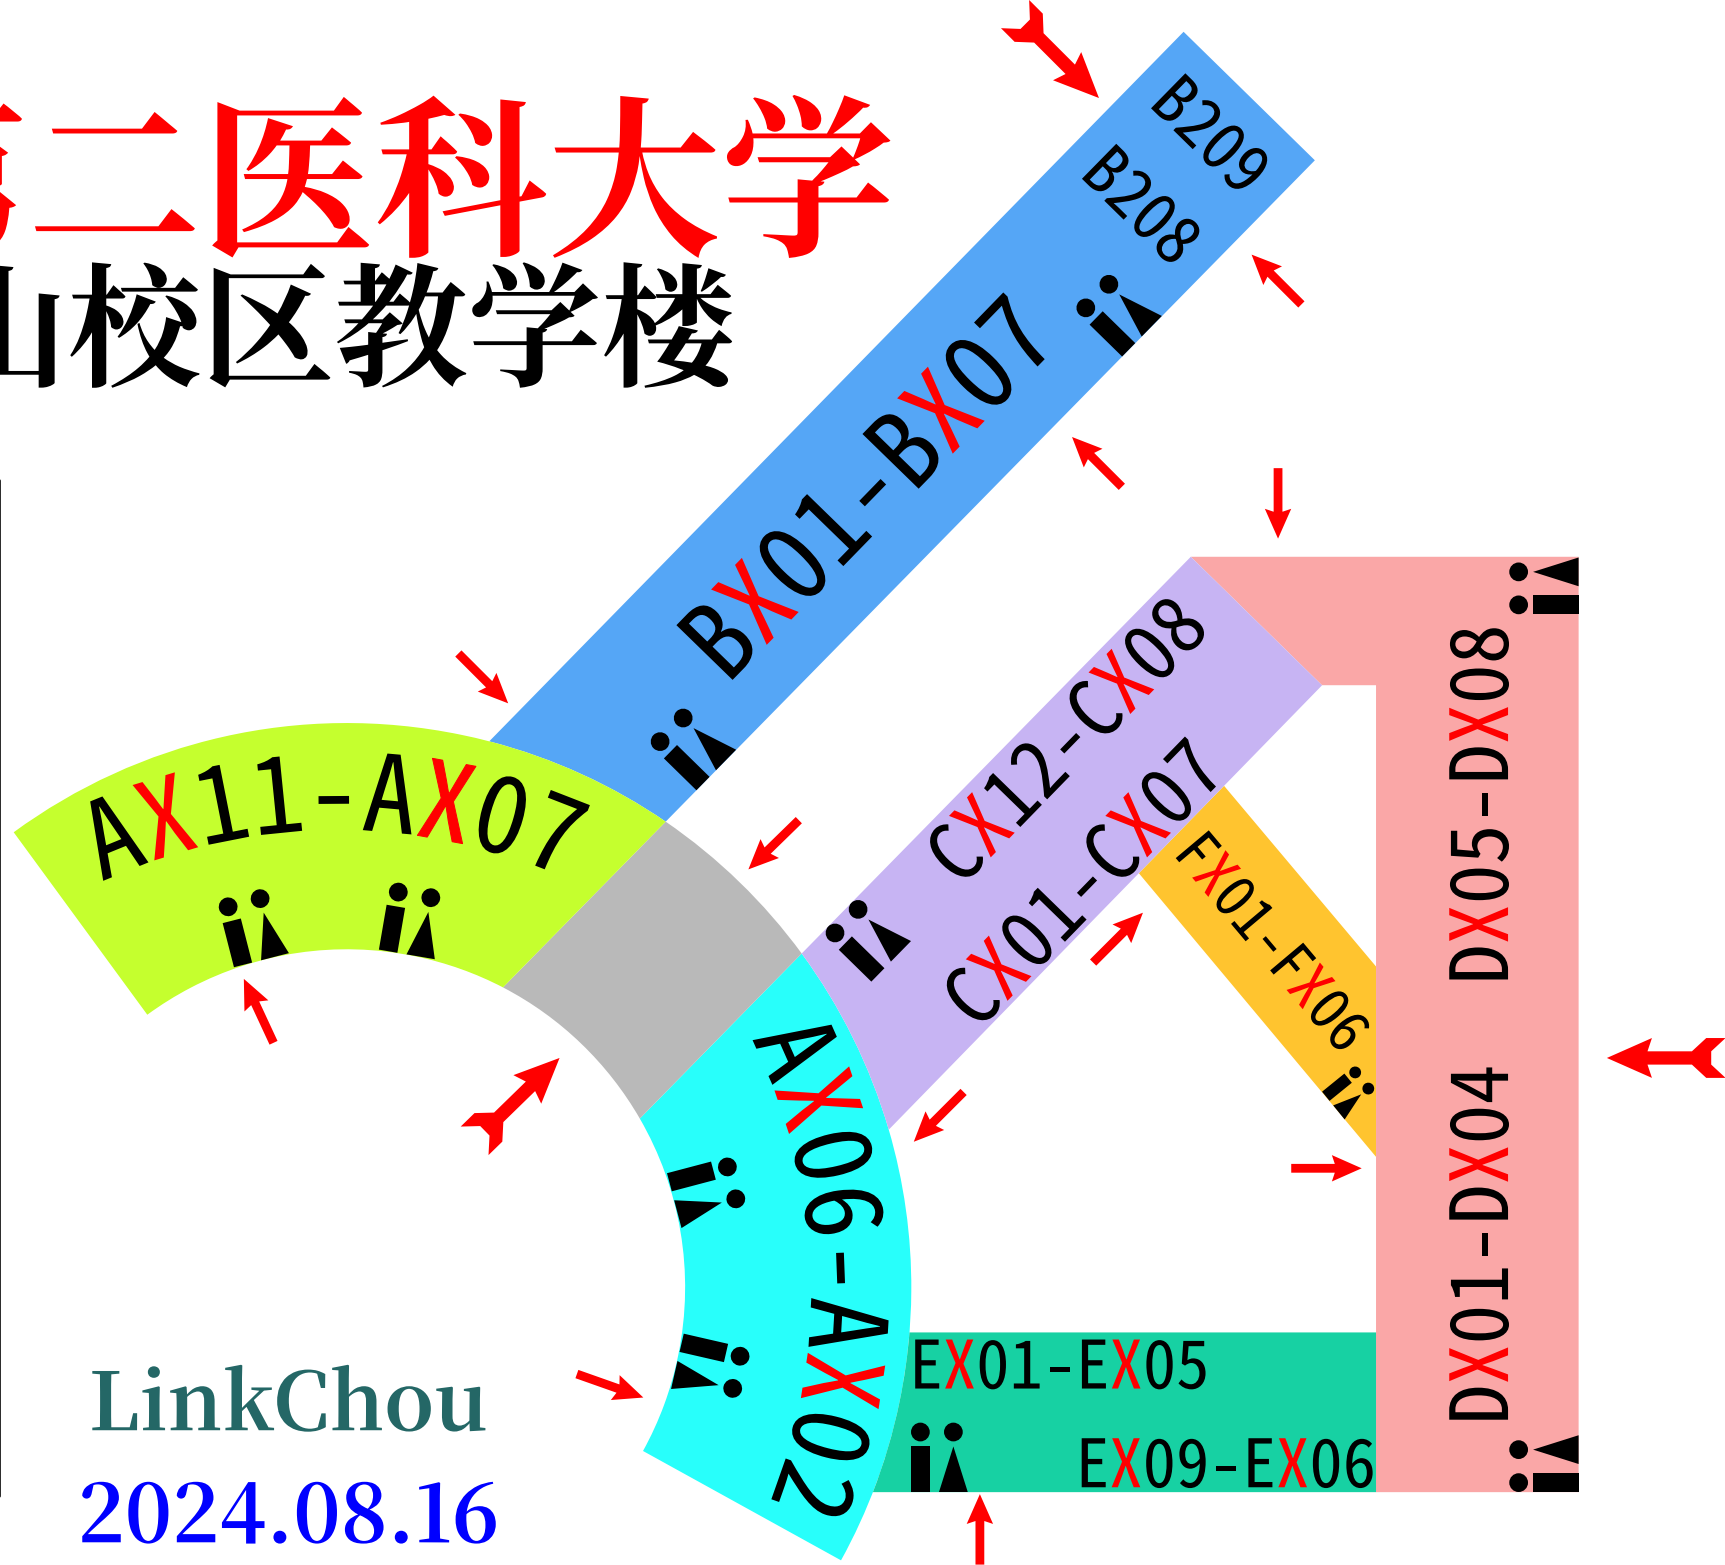 二医科大学
山校区教学楼
B209
B208
BX01-BX07
AX11-AX07
CX12-CX08
CX01-CX07
FX01-FX06
DX05-DX08
DX01-DX04
AX06-AX02
EX01-EX05
EX09-EX06
LinkChou
2024.08.16